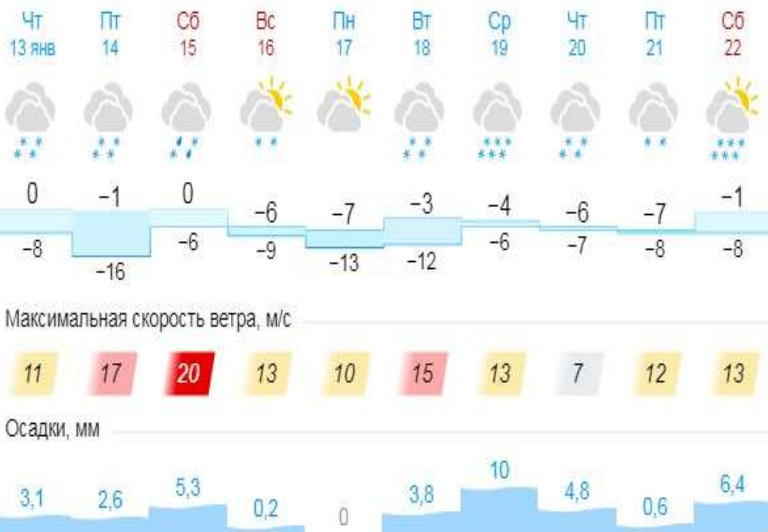 Чт Пт Сб Вс Пн Вт Ср Чт Пт Сб
13 янв 14 15 16 17 18 19 20 21 22
0 −1 0 −6 −7 −3 −4 −6 −7 −1
−8 −16 −6 −9 −13 −12 −6 −7 −8 −8
Максимальная скорость ветра, м/с
11 17 20 13 10 15 13 7 12 13
Осадки, мм
3,1 2,6 5,3 0,2 0 3,8 10 4,8 0,6 6,4